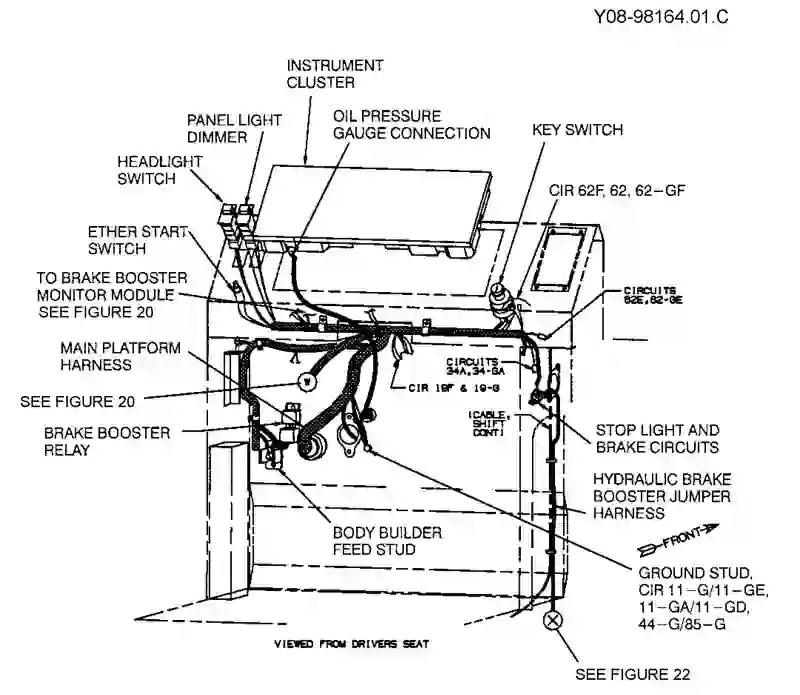 Y08-98164.01.C
INSTRUMENT
CLUSTER
PANEL LIGHT
DIMMER
OIL PRESSURE
GAUGE CONNECTION
KEY SWITCH
HEADLIGHT
SWITCH
CIR 62F, 62, 62-GF
ETHER START
SWITCH
TO BRAKE BOOSTER
MONITOR MODULE
SEE FIGURE 20
CIRCUITS
62E, 62-GE
MAIN PLATFORM
HARNESS
CIRCUITS
34A, 34-GA
CIR 19F & 19-G
SEE FIGURE 20
W
(CABLE,
SHIFT
CONT)
BRAKE BOOSTER
RELAY
STOP LIGHT AND
BRAKE CIRCUITS
HYDRAULIC BRAKE
BOOSTER JUMPER
HARNESS
BODY BUILDER
FEED STUD
FRONT
GROUND STUD,
CIR 11-G/11-GE,
11-GA/11-GD,
44-G/85-G
VIEWED FROM DRIVERS SEAT
SEE FIGURE 22